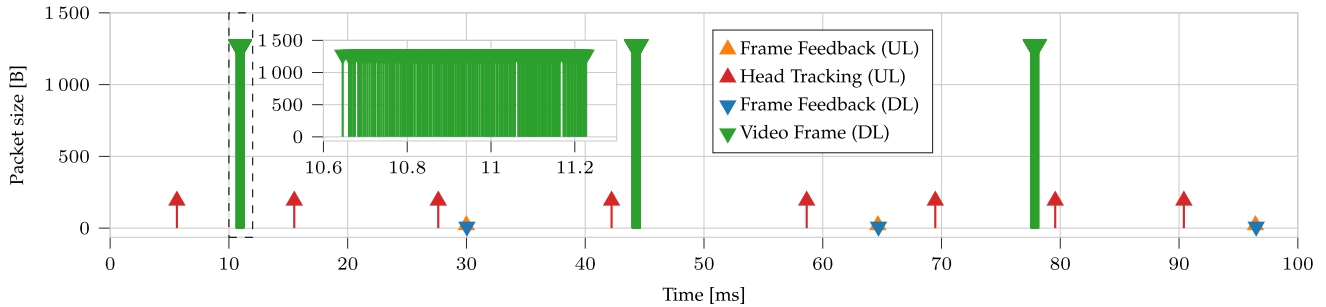 1 500
1 000
500
0
Packet size [B]
1 500
1 000
500
0
10.6 10.8 11 11.2
Frame Feedback (UL)
Head Tracking (UL)
Frame Feedback (DL)
Video Frame (DL)
0 10 20 30 40 50 60 70 80 90 100
Time [ms]